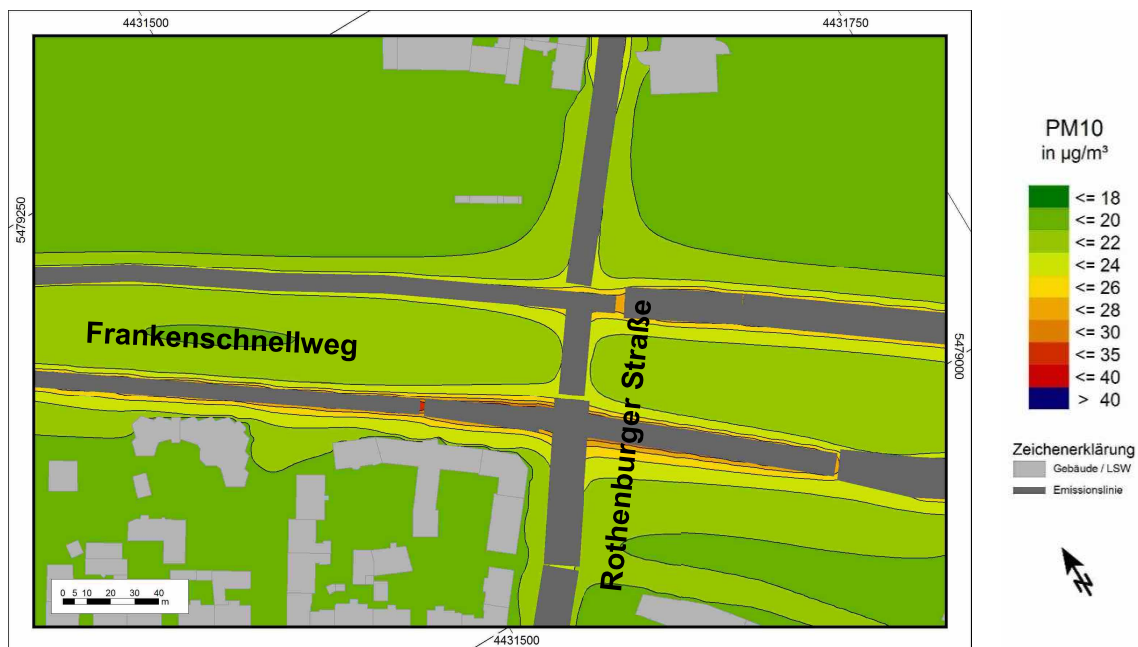 4431500
4431750
5479250
5479000
Frankenschnellweg
Rothenburger Straße
0 5 10 20 30 40
m
4431500
PM10
in µg/m³
<= 18
<= 20
<= 22
<= 24
<= 26
<= 28
<= 30
<= 35
<= 40
> 40
Zeichenerklärung
Gebäude / LSW
Emissionslinie
N